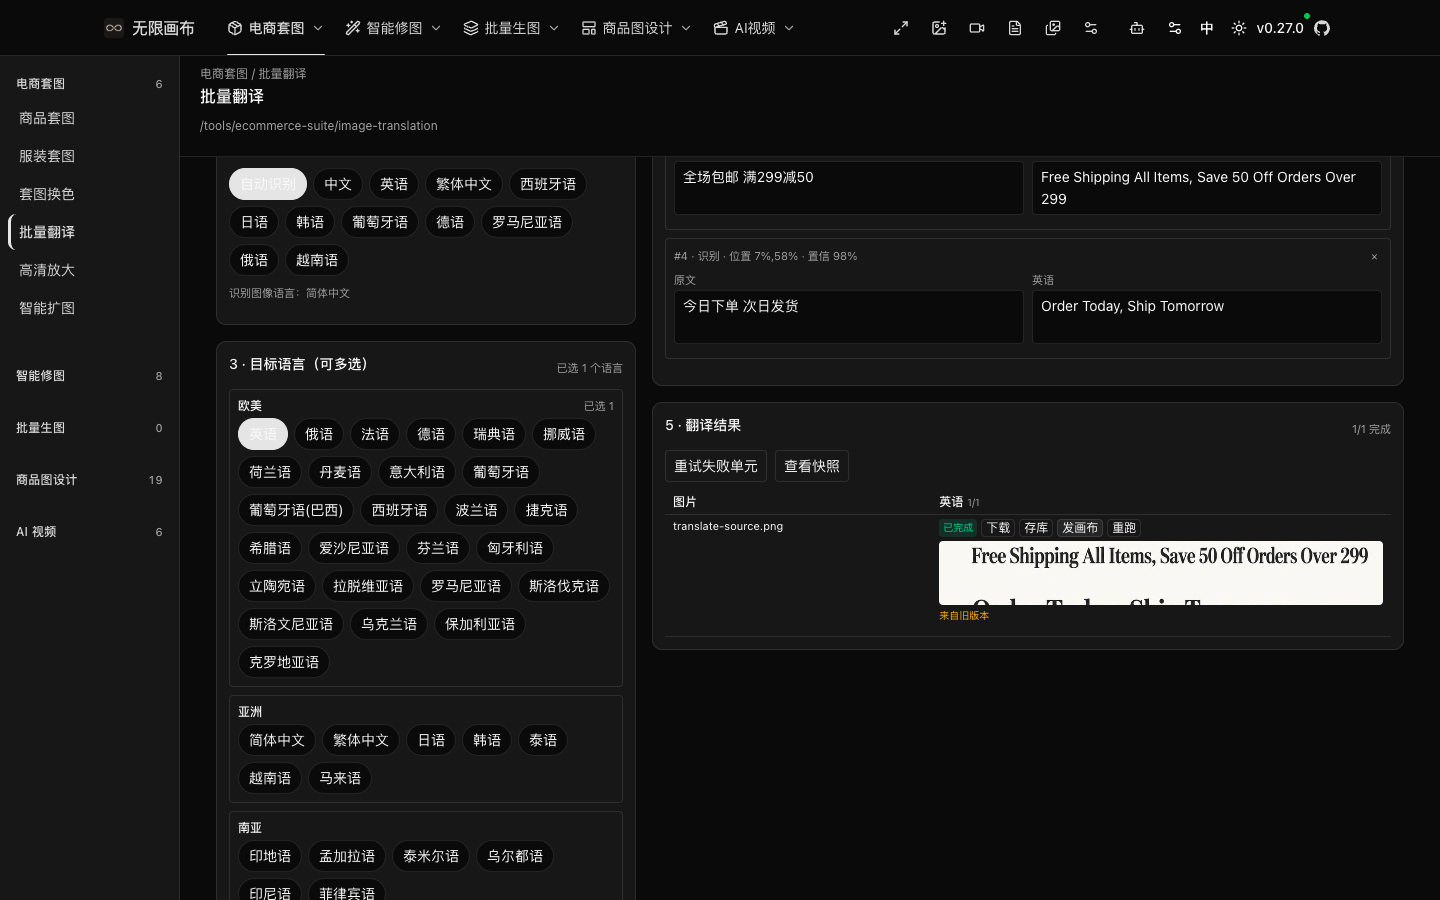 无限画布
电商套图
智能修图
批量生图
商品图设计
AI视频
中
v0.27.0
电商套图 6
商品套图
服装套图
套图换色
批量翻译
高清放大
智能扩图
智能修图 8
批量生图 0
商品图设计 19
AI 视频 6
电商套图 / 批量翻译
批量翻译
/tools/ecommerce-suite/image-translation
自动识别 中文 英语 繁体中文 西班牙语
日语 韩语 葡萄牙语 德语 罗马尼亚语
俄语 越南语
识别图像语言：简体中文
3 · 目标语言（可多选） 已选 1 个语言
欧美 已选 1
英语 俄语 法语 德语 瑞典语 挪威语
荷兰语 丹麦语 意大利语 葡萄牙语
葡萄牙语(巴西) 西班牙语 波兰语 捷克语
希腊语 爱沙尼亚语 芬兰语 匈牙利语
立陶宛语 拉脱维亚语 罗马尼亚语 斯洛伐克语
斯洛文尼亚语 乌克兰语 保加利亚语
克罗地亚语
亚洲
简体中文 繁体中文 日语 韩语 泰语
越南语 马来语
南亚
印地语 孟加拉语 泰米尔语 乌尔都语
印尼语 菲律宾语
全场包邮 满299减50
Free Shipping All Items, Save 50 Off Orders Over
299
#4 · 识别 · 位置 7%,58% · 置信 98% ×
原文 英语
今日下单 次日发货
Order Today, Ship Tomorrow
5 · 翻译结果 1/1 完成
重试失败单元 查看快照
图片 英语 1/1
translate-source.png
已完成 下载 存库 发画布 重跑
Free Shipping All Items, Save 50 Off Orders Over 299
来自旧版本